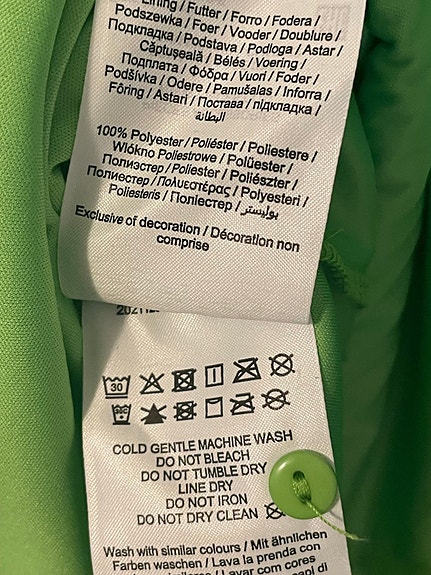 Lining / Futter / Forro / Fodera /
Podszewka / Foer / Vooder / Doublure /
Подкладка / Podstava / Podloga / Astar /
Căptușeală / Bélés / Voering /
Подплата / Φόδρα / Vuori / Foder /
Podšívka / Odere / Pamušalas / Inforra /
Fôring / Astari / Постава / підкладка /
البطانة
100% Polyester / Poliéster / Poliestere /
Włókno Poliestrowe / Polüester /
Полиэстер / Poliester / Poliészter /
Полиестер / Πολυεστέρας / Polyesteri /
Poliesteris / Поліестер / بوليستر
Exclusive of decoration / Décoration non
comprise
30
COLD GENTLE MACHINE WASH
DO NOT BLEACH
DO NOT TUMBLE DRY
LINE DRY
DO NOT IRON
DO NOT DRY CLEAN
Wash with similar colours / Mit ähnlichen
Farben waschen / Lava la prenda con
/ Lavar com cores